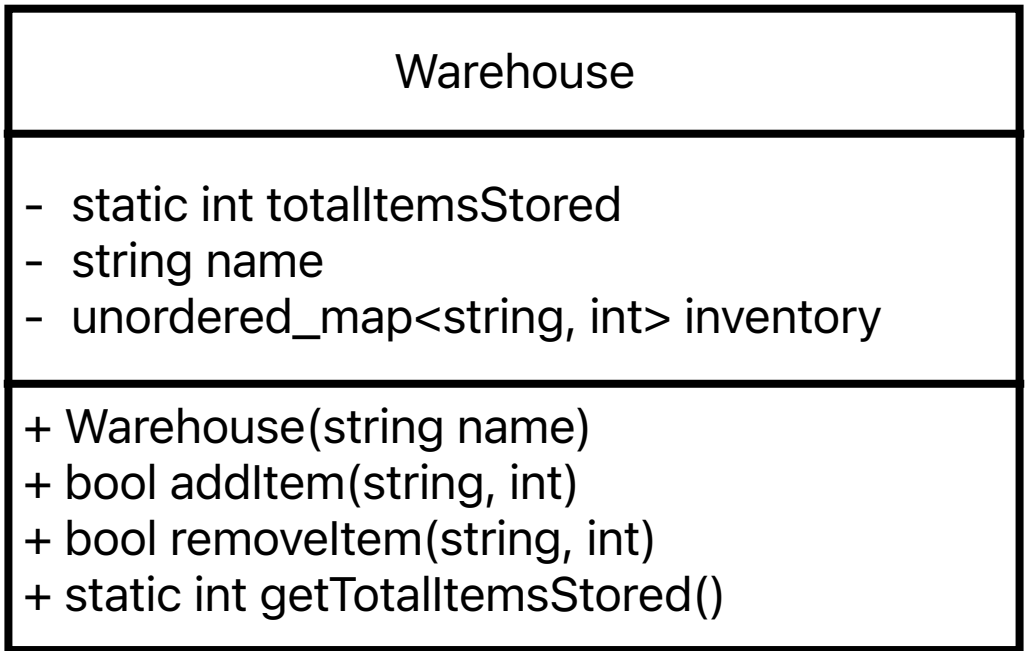 Warehouse
- static int totalItemsStored
- string name
- unordered_map<string, int> inventory
+ Warehouse(string name)
+ bool addItem(string, int)
+ bool removeItem(string, int)
+ static int getTotalItemsStored()